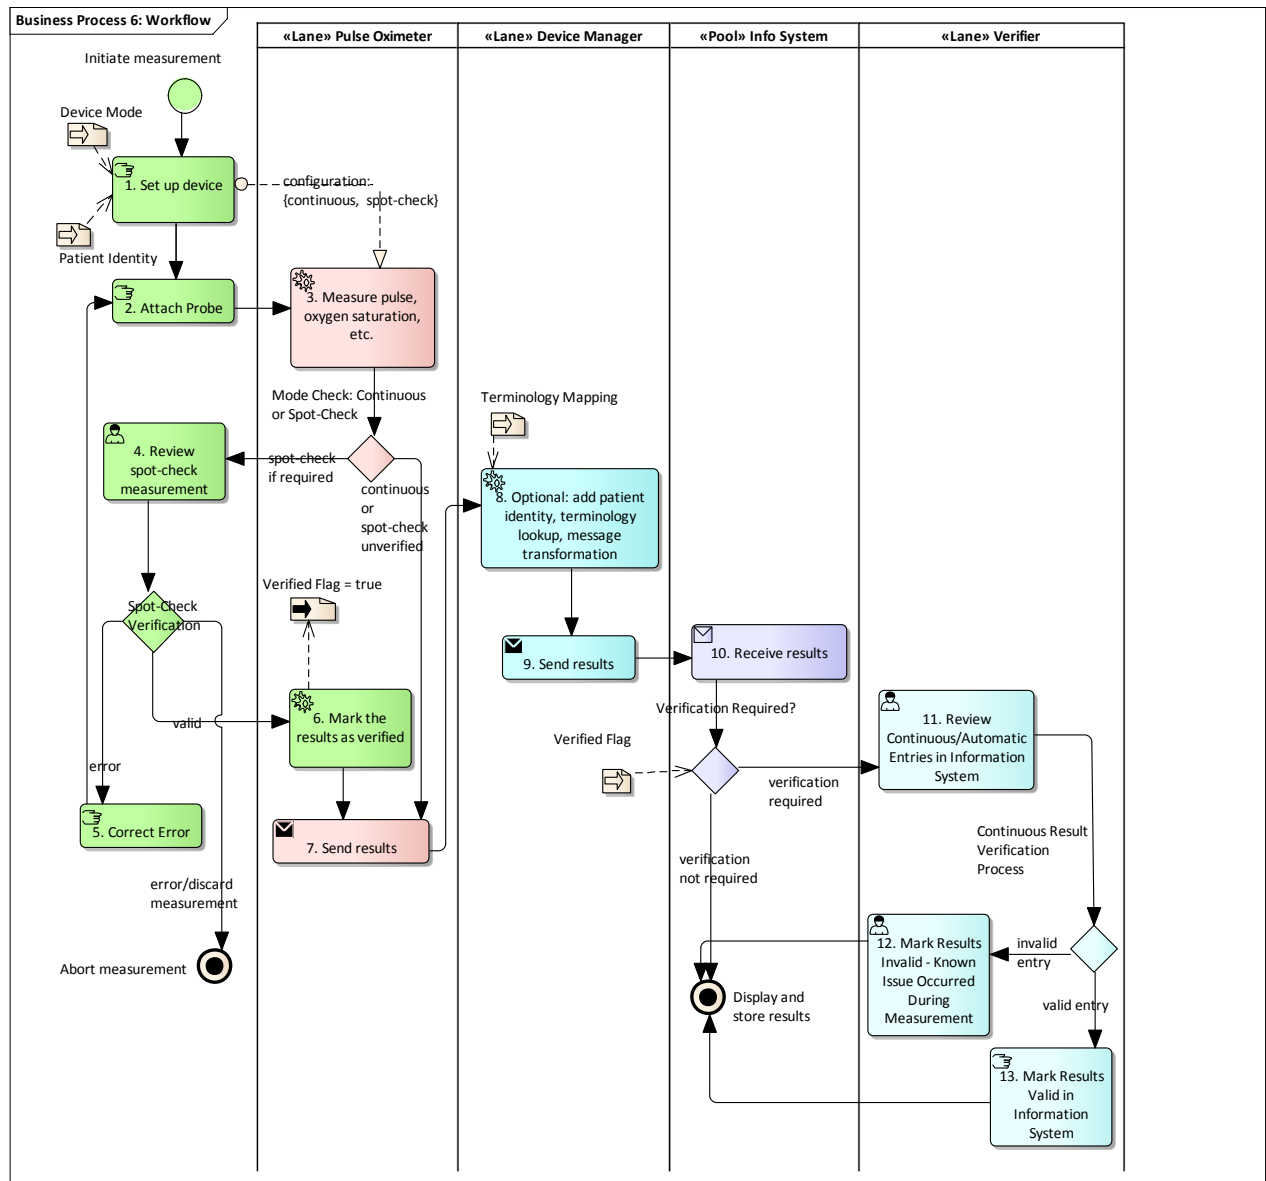 Business Process 6: Workflow
«Lane» Pulse Oximeter
«Lane» Device Manager
«Pool» Info System
«Lane» Verifier
Initiate measurement
Device Mode
1. Set up device
configuration:
{continuous, spot-check}
Patient Identity
2. Attach Probe
3. Measure pulse,
oxygen saturation,
etc.
Mode Check: Continuous
or Spot-Check
Terminology Mapping
4. Review
spot-check
measurement
spot-check
if required
continuous
or
spot-check
unverified
8. Optional: add patient
identity, terminology
lookup, message
transformation
Verified Flag = true
Spot-Check
Verification
9. Send results
10. Receive results
6. Mark the
results as verified
valid
Verification Required?
11. Review
Continuous/Automatic
Entries in Information
System
Verified Flag
error
verification
required
5. Correct Error
7. Send results
Continuous Result
Verification
Process
verification
not required
error/discard
measurement
Abort measurement
12. Mark Results
Invalid - Known
Issue Occurred
During
Measurement
invalid
entry
Display and
store results
valid entry
13. Mark Results
Valid in
Information
System